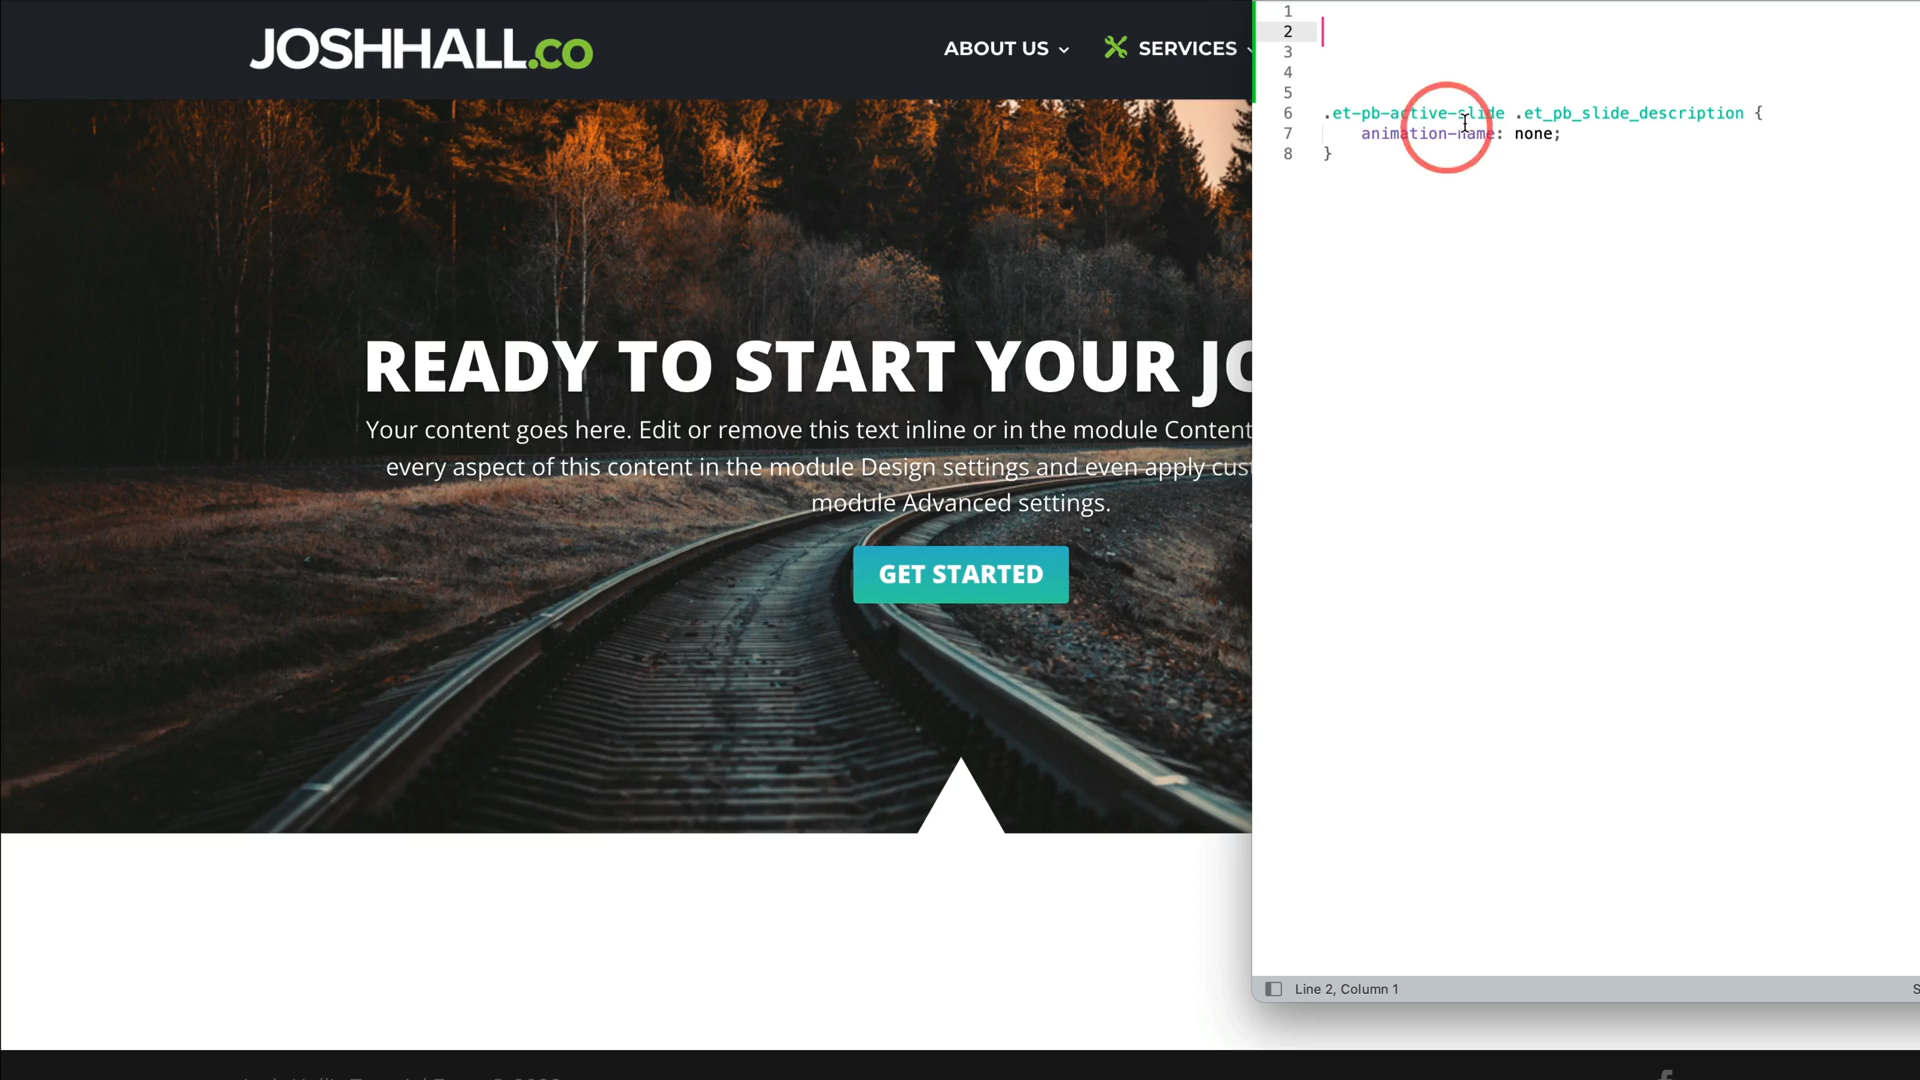 JOSHHALL.co
ABOUT US
SERVICES
READY TO START YOUR JO
Your content goes here. Edit or remove this text inline or in the module Content
every aspect of this content in the module Design settings and even apply cus
module Advanced settings.
GET STARTED
1
2
3
4
5
6 .et-pb-active-slide .et_pb_slide_description {
7 animation-name: none;
8 }
Line 2, Column 1